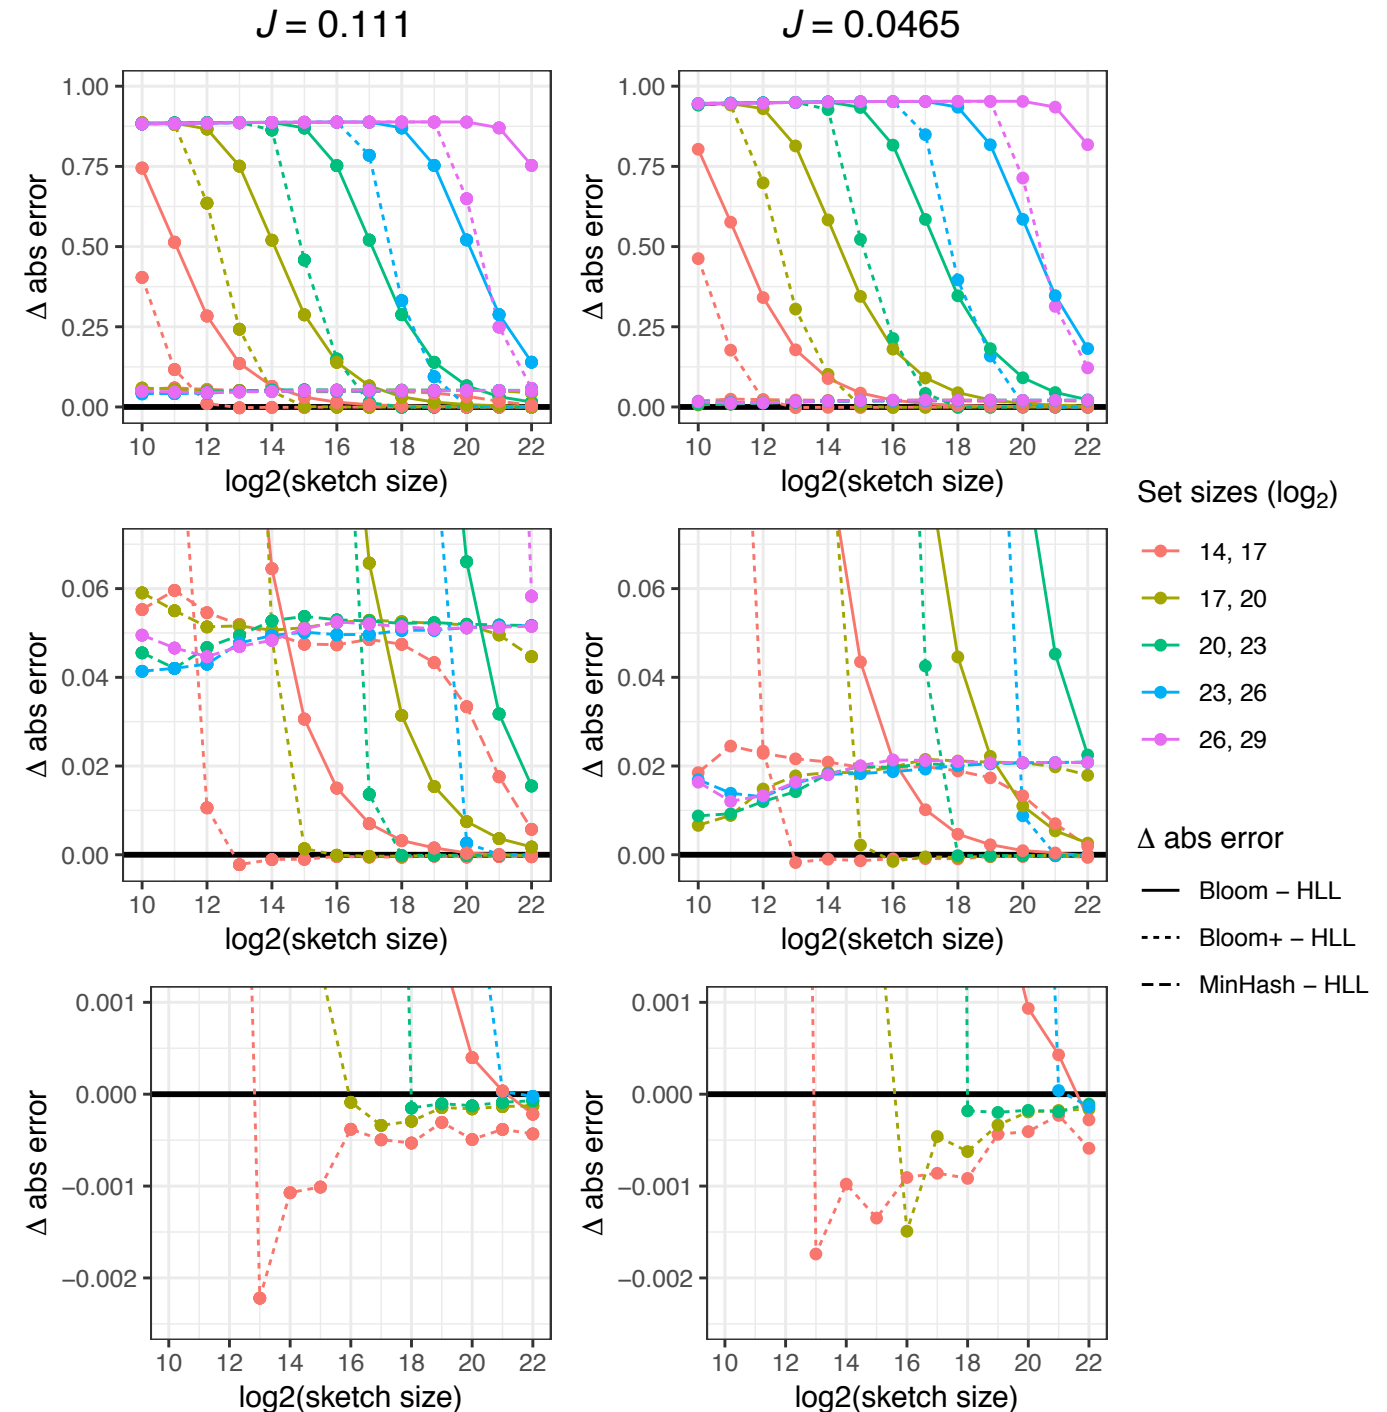 J = 0.111
J = 0.0465
1.00
0.75
0.50
0.25
0.00
Δ abs error
10 12 14 16 18 20 22
log2(sketch size)
1.00
0.75
0.50
0.25
0.00
Δ abs error
10 12 14 16 18 20 22
log2(sketch size)
0.06
0.04
0.02
0.00
Δ abs error
10 12 14 16 18 20 22
log2(sketch size)
0.06
0.04
0.02
0.00
Δ abs error
10 12 14 16 18 20 22
log2(sketch size)
0.001
0.000
−0.001
−0.002
Δ abs error
10 12 14 16 18 20 22
log2(sketch size)
0.001
0.000
−0.001
−0.002
Δ abs error
10 12 14 16 18 20 22
log2(sketch size)
Set sizes (log₂)
14, 17
17, 20
20, 23
23, 26
26, 29
Δ abs error
Bloom − HLL
Bloom+ − HLL
MinHash − HLL